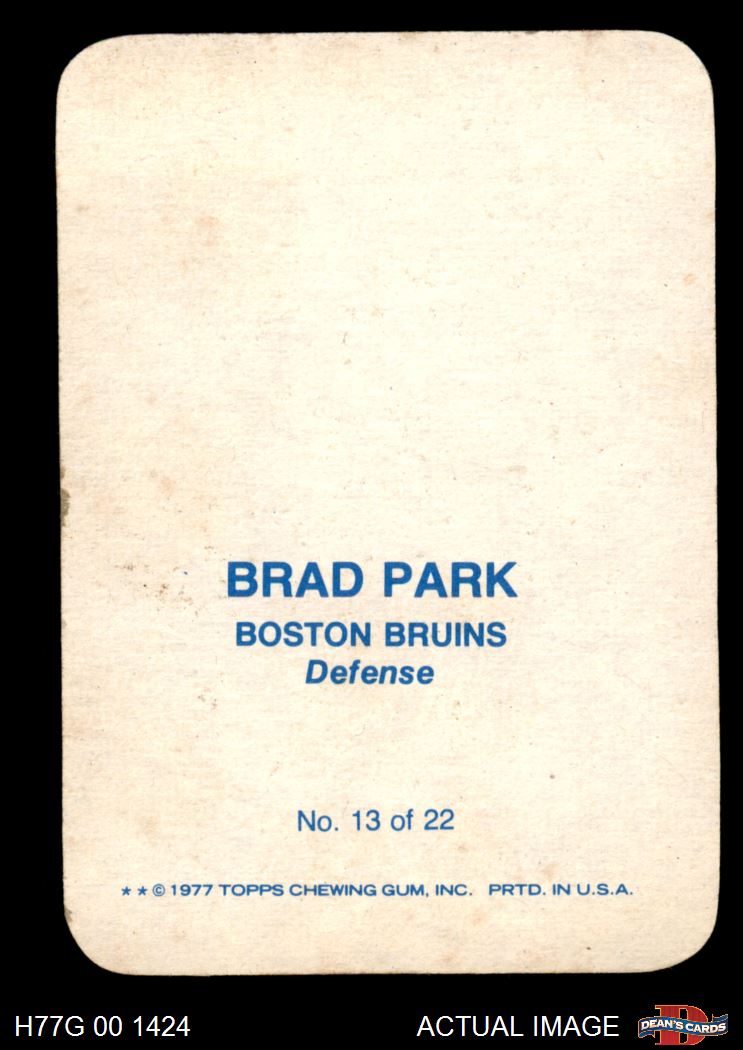 BRAD PARK
BOSTON BRUINS
Defense
No. 13 of 22
★ ★ © 1977 TOPPS CHEWING GUM, INC. PRTD. IN U.S.A.
H77G 00 1424
ACTUAL IMAGE
DEAN'S CARDS